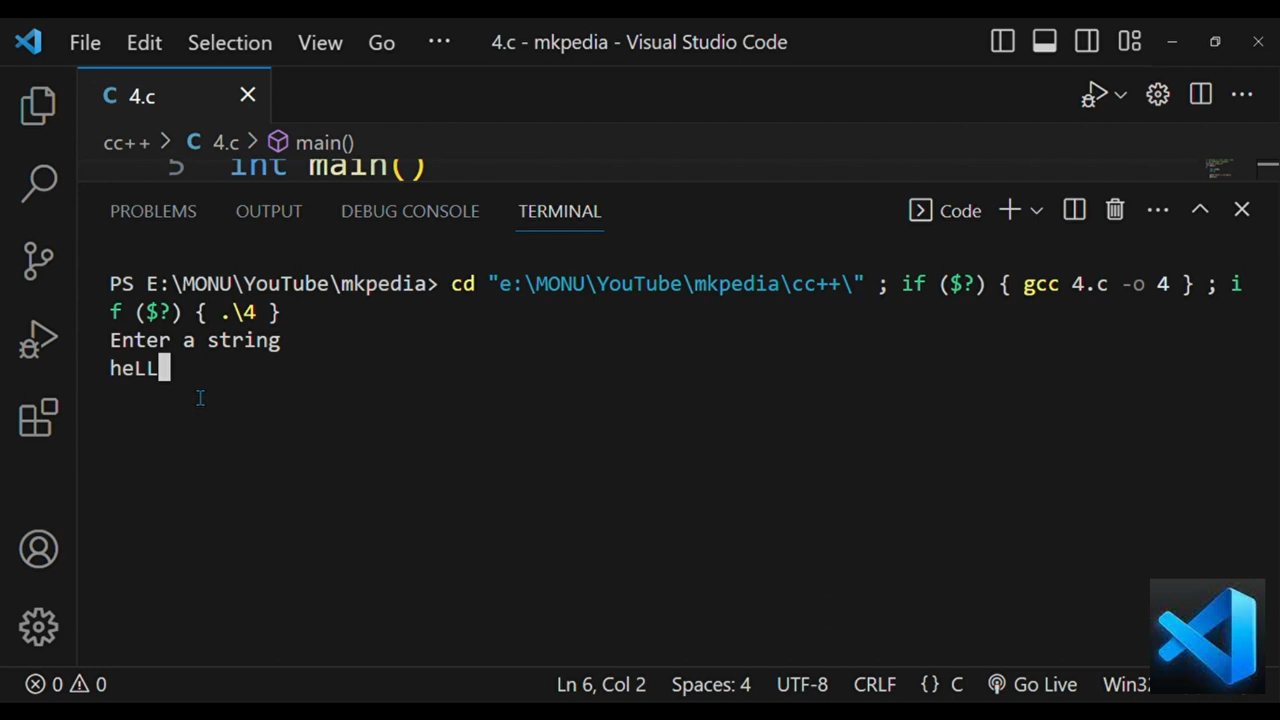 File Edit Selection View Go ··· 4.c - mkpedia - Visual Studio Code
C 4.c
cc++ > C 4.c > main()
5 int main()
PROBLEMS OUTPUT DEBUG CONSOLE TERMINAL Code
PS E:\MONU\YouTube\mkpedia> cd "e:\MONU\YouTube\mkpedia\cc++\" ; if ($?) { gcc 4.c -o 4 } ; i
f ($?) { .\4 }
Enter a string
heLL
0 0 Ln 6, Col 2 Spaces: 4 UTF-8 CRLF {} C Go Live